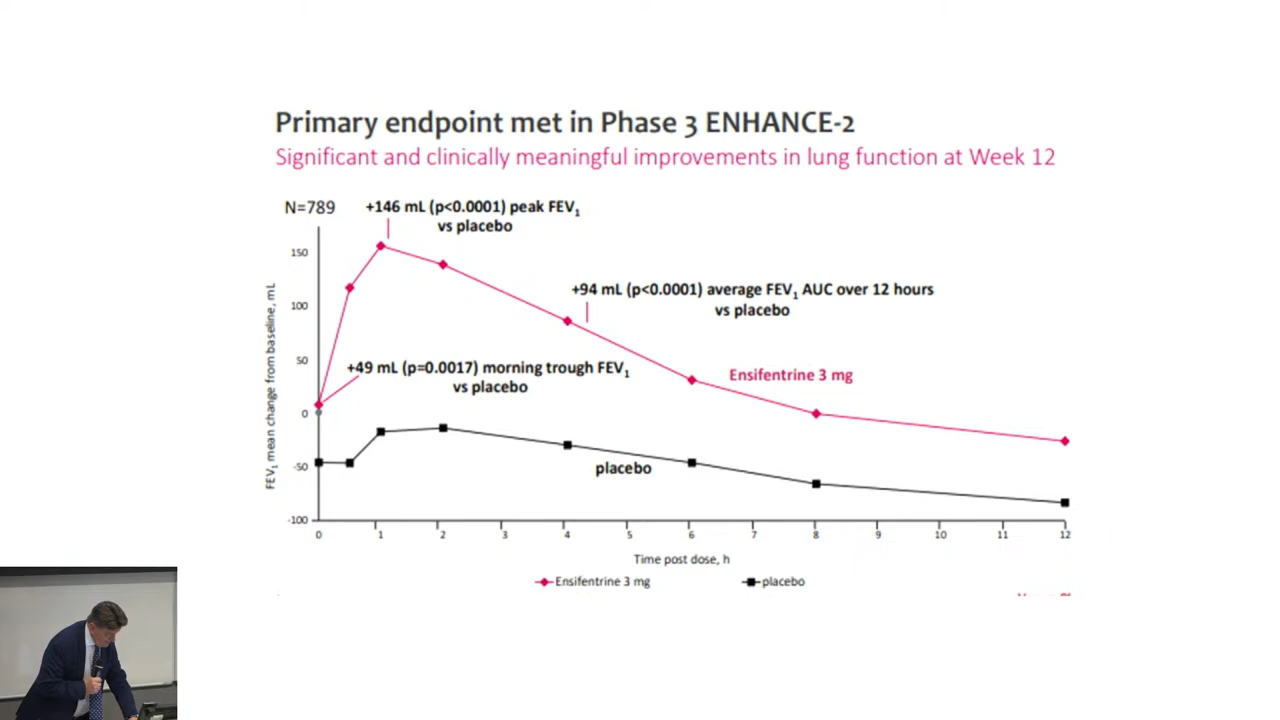 Primary endpoint met in Phase 3 ENHANCE-2
Significant and clinically meaningful improvements in lung function at Week 12
N=789
+146 mL (p<0.0001) peak FEV1
vs placebo
+94 mL (p<0.0001) average FEV1 AUC over 12 hours
vs placebo
+49 mL (p=0.0017) morning trough FEV1
vs placebo
Ensifentrine 3 mg
placebo
FEV1 mean change from baseline, mL
150
100
50
0
-50
-100
0 1 2 3 4 5 6 7 8 9 10 11 12
Time post dose, h
Ensifentrine 3 mg placebo